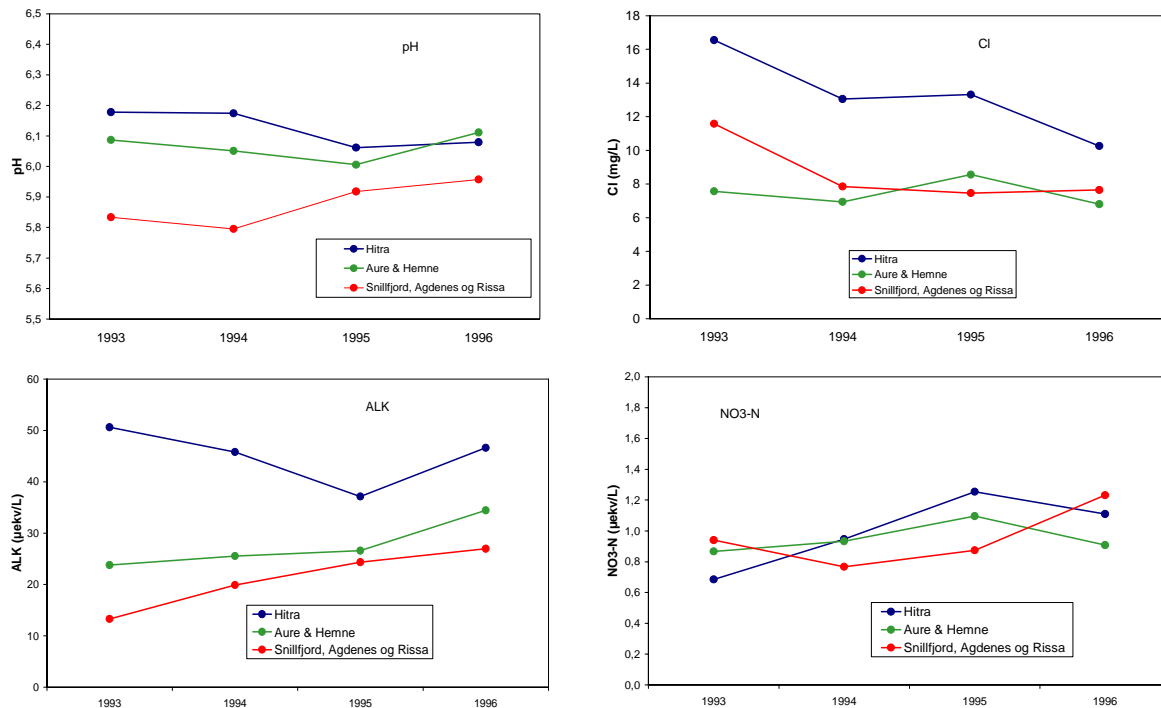 pH
6,5
6,4
6,3
6,2
6,1
6,0
5,9
5,8
5,7
5,6
5,5
pH
Hitra
Aure & Hemne
Snillfjord, Agdenes og Rissa
1993 1994 1995 1996
Cl
18
16
14
12
10
8
6
4
2
0
Cl (mg/L)
Hitra
Aure & Hemne
Snillfjord, Agdenes og Rissa
1993 1994 1995 1996
ALK
60
50
40
30
20
10
0
ALK (µekv/L)
Hitra
Aure & Hemne
Snillfjord, Agdenes og Rissa
1993 1994 1995 1996
NO3-N
2,0
1,8
1,6
1,4
1,2
1,0
0,8
0,6
0,4
0,2
0,0
NO3-N (µekv/L)
Hitra
Aure & Hemne
Snillfjord, Agdenes og Rissa
1993 1994 1995 1996